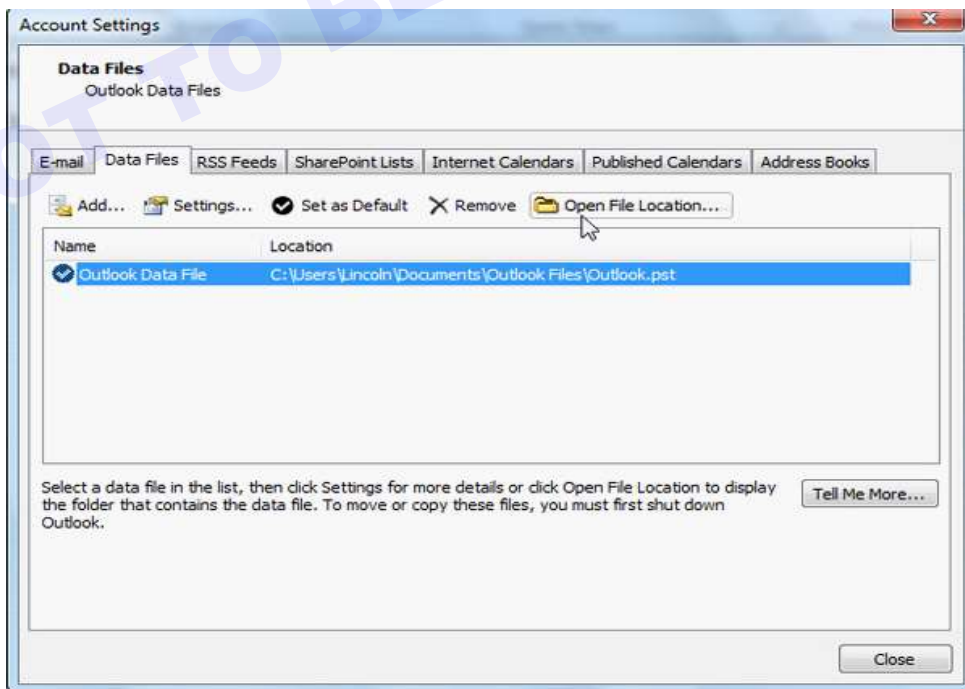 Account Settings
Data Files
Outlook Data Files
E-mail Data Files RSS Feeds SharePoint Lists Internet Calendars Published Calendars Address Books
Add... Settings... Set as Default Remove Open File Location...
Name Location
Outlook Data File C:\Users\Lincoln\Documents\Outlook Files\Outlook.pst
Select a data file in the list, then click Settings for more details or click Open File Location to display
the folder that contains the data file. To move or copy these files, you must first shut down
Outlook.
Tell Me More...
Close
OT TO BE